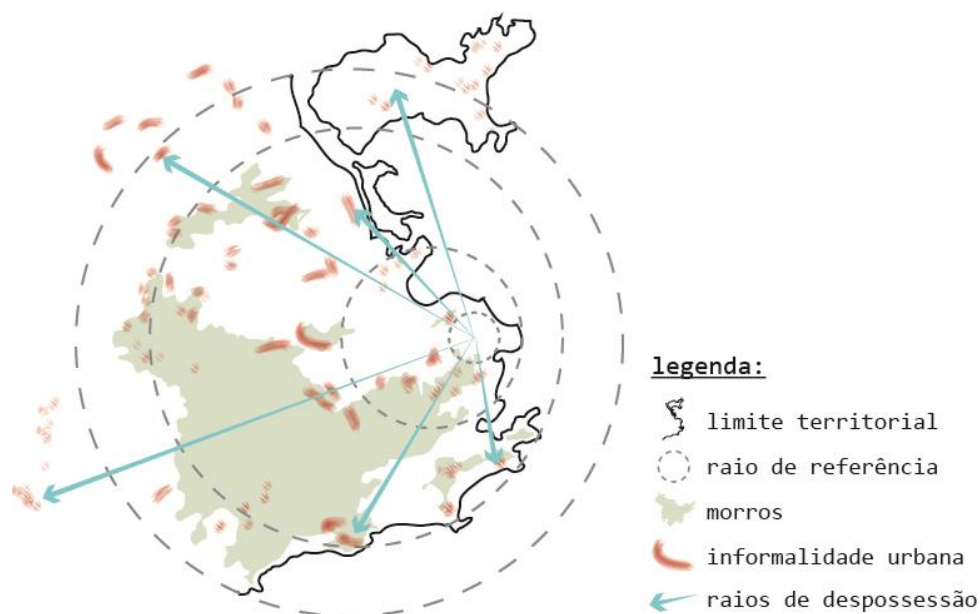 legenda:
limite territorial
raio de referência
morros
informalidade urbana
raios de despossessão